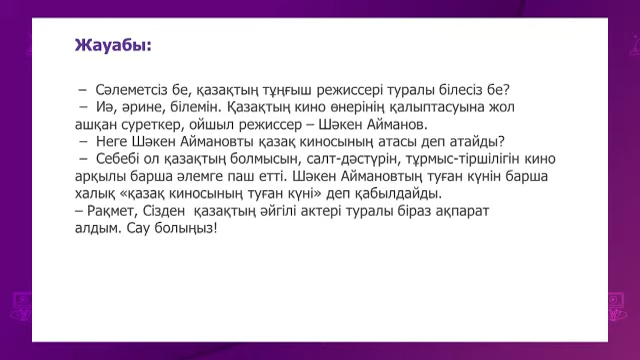 Жауабы:
– Сәлеметсіз бе, қазақтың тұңғыш режиссері туралы білесіз бе?
– Иә, әрине, білемін. Қазақтың кино өнерінің қалыптасуына жол
ашқан суреткер, ойшыл режиссер – Шәкен Айманов.
– Неге ШәкенАймановты қазақ киносының атасы деп атайды?
– Себебі ол қазақтың болмысын, салт-дәстүрін, тұрмыс-тіршілігін кино
арқылы барша әлемге паш етті. Шәкен Аймановтың туған күнін барша
халық «қазақ киносының туған күні» деп қабылдайды.
– Рақмет, Сізден қазақтың әйгілі актері туралы біраз ақпарат
алдым. Сау болыңыз!